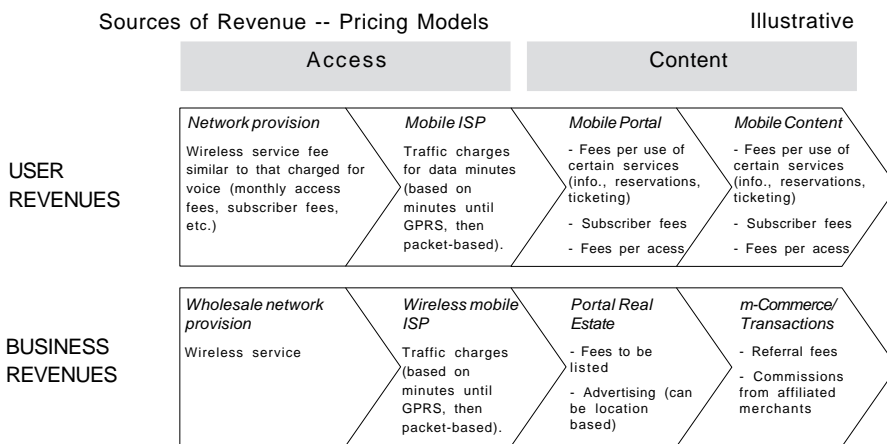 Sources of Revenue -- Pricing Models
Illustrative
Access
Content
USER
REVENUES
Network provision
Wireless service fee
similar to that charged for
voice (monthly access
fees, subscriber fees,
etc.)
Mobile ISP
Traffic charges
for data minutes
(based on
minutes until
GPRS, then
packet-based).
Mobile Portal
- Fees per use of
certain services
(info., reservations,
ticketing)
- Subscriber fees
- Fees per acess
Mobile Content
- Fees per use of
certain services
(info., reservations,
ticketing)
- Subscriber fees
- Fees per acess
BUSINESS
REVENUES
Wholesale network
provision
Wireless service
Wireless mobile
ISP
Traffic charges
(based on
minutes until
GPRS, then
packet-based).
Portal Real
Estate
- Fees to be
listed
- Advertising (can
be location
based)
m-Commerce/
Transactions
- Referral fees
- Commissions
from affiliated
merchants